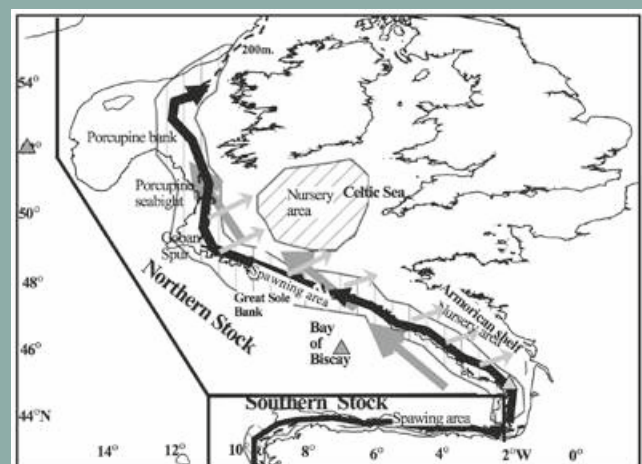 200m.
54°
Porcupine bank
Porcupine
seabight
Nursery
area
Celtic Sea
50°
Goban
Spur
48°
Spawning area
Great Sole
Bank
Northern Stock
Armorican shelf
Nursery area
Bay
of
Biscay
46°
Southern Stock
44°N
Spawing area
14°
12°
10°
8°
6°
4°
2°W
0°